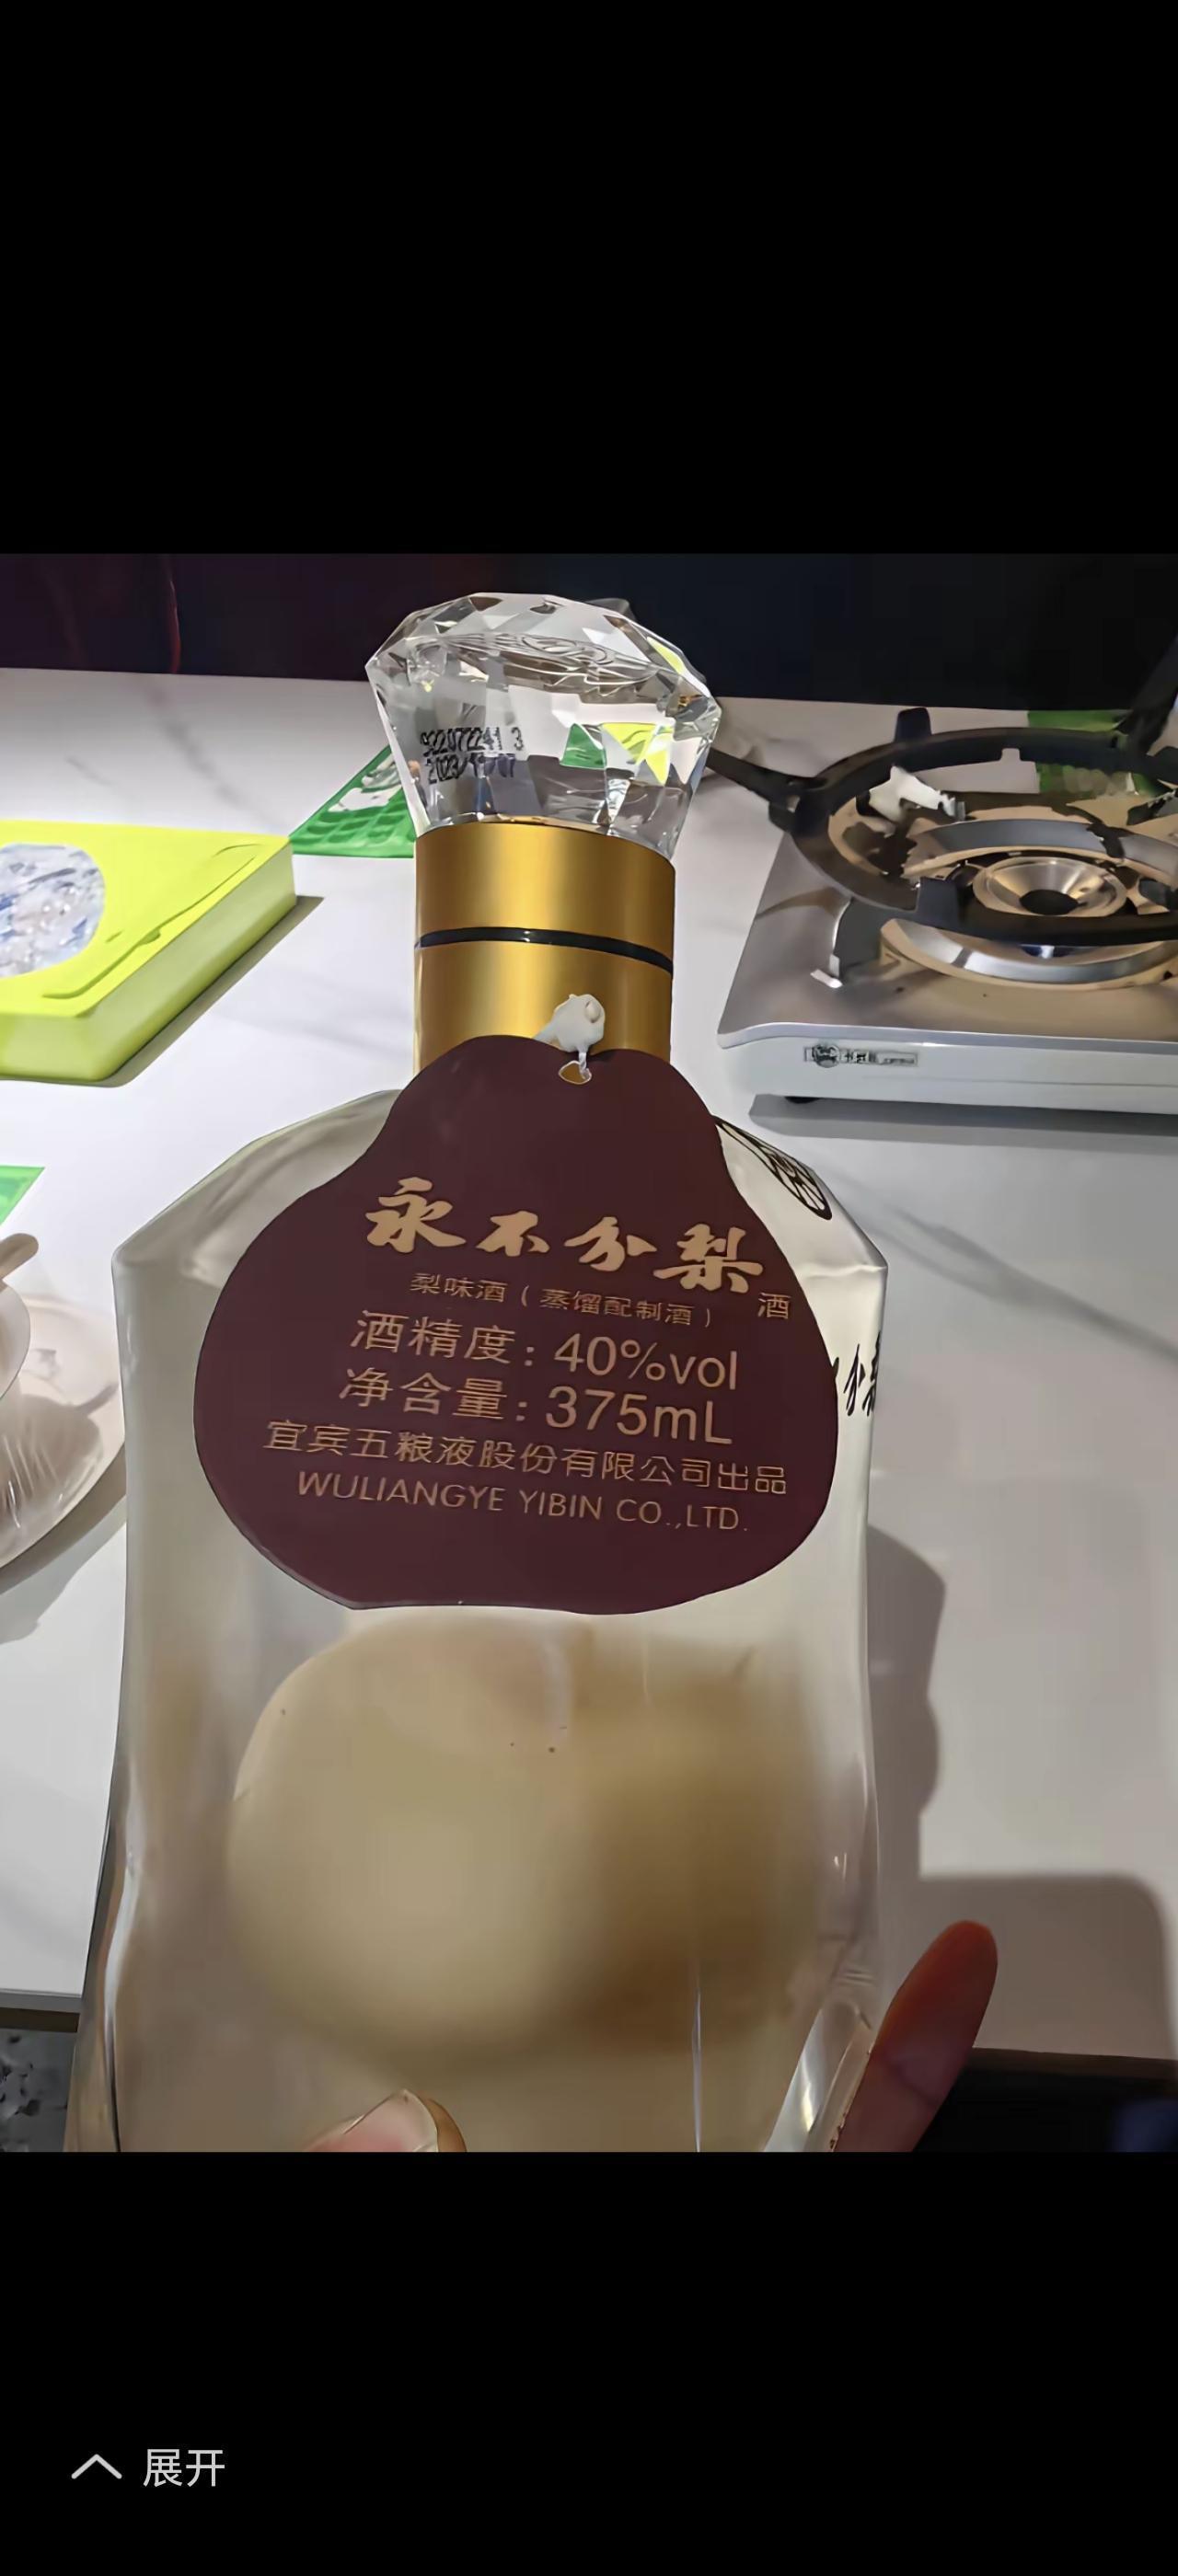 永不分梨
酒
梨味酒（蒸馏配制酒）
酒精度：40%vol
净含量：375mL
宜宾五粮液股份有限公司出品
WULIANGYE YIBIN CO.,LTD.
展开